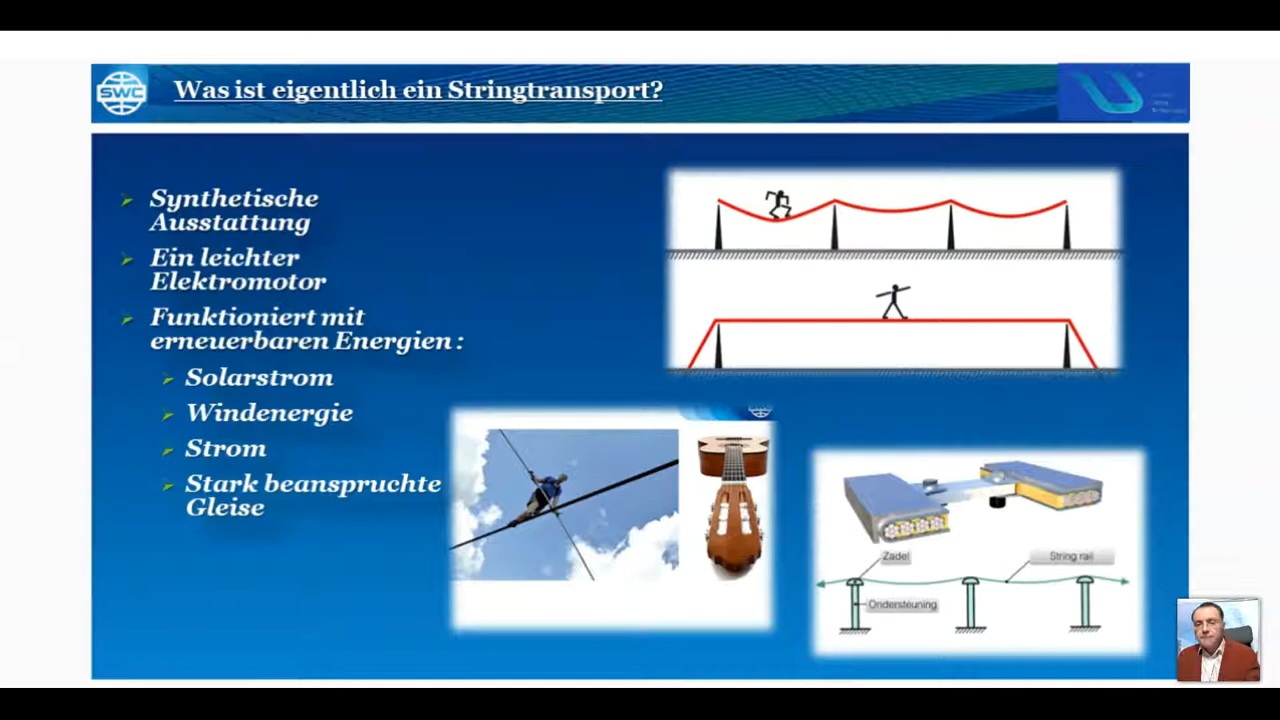 SWC
Was ist eigentlich ein Stringtransport?
Synthetische
Ausstattung
Ein leichter
Elektromotor
Funktioniert mit
erneuerbaren Energien :
Solarstrom
Windenergie
Strom
Stark beanspruchte
Gleise
Zadel
String rail
Ondersteuning